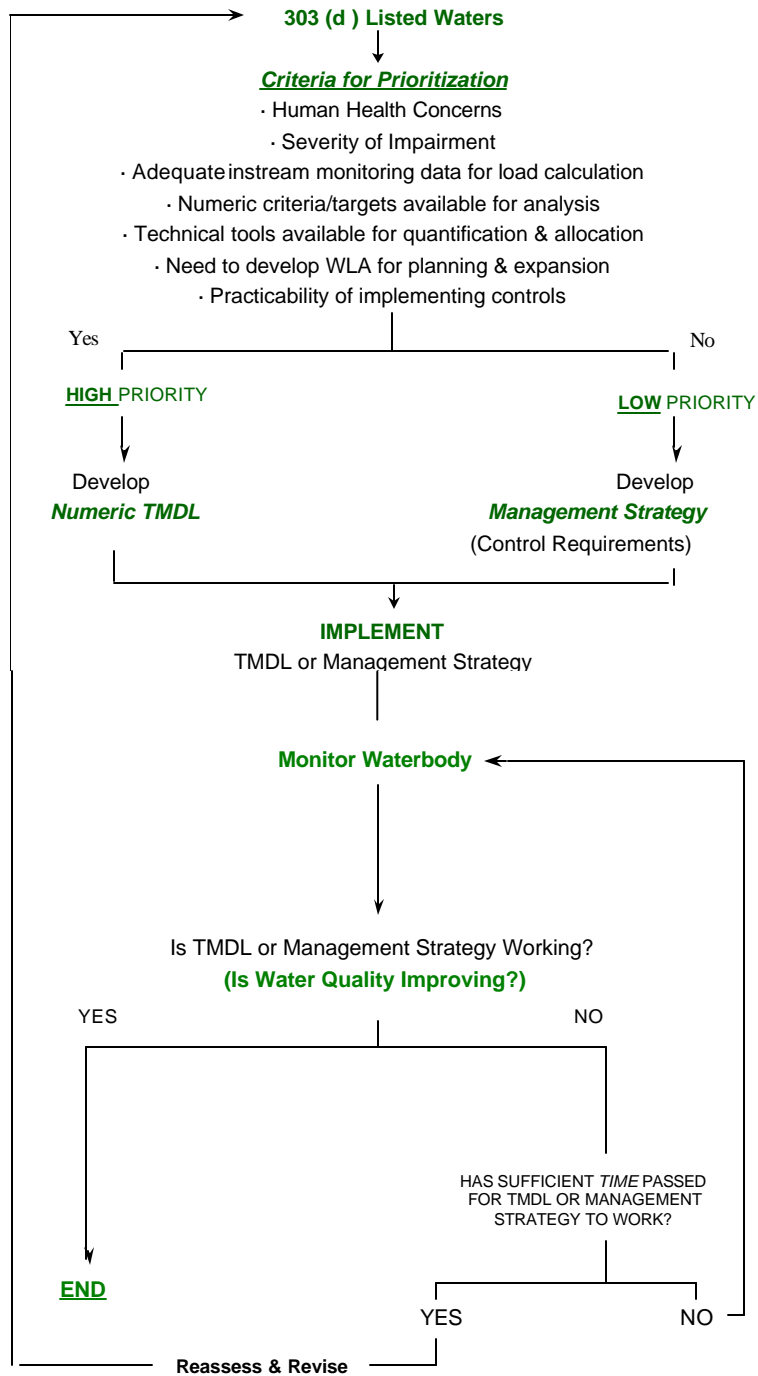 303 (d ) Listed Waters
Criteria for Prioritization
· Human Health Concerns
· Severity of Impairment
· Adequate instream monitoring data for load calculation
· Numeric criteria/targets available for analysis
· Technical tools available for quantification & allocation
· Need to develop WLA for planning & expansion
· Practicability of implementing controls
Yes
No
HIGH PRIORITY
LOW PRIORITY
Develop
Numeric TMDL
Develop
Management Strategy
(Control Requirements)
IMPLEMENT
TMDL or Management Strategy
Monitor Waterbody
Is TMDL or Management Strategy Working?
(Is Water Quality Improving?)
YES
NO
HAS SUFFICIENT TIME PASSED
FOR TMDL OR MANAGEMENT
STRATEGY TO WORK?
END
YES
NO
Reassess & Revise